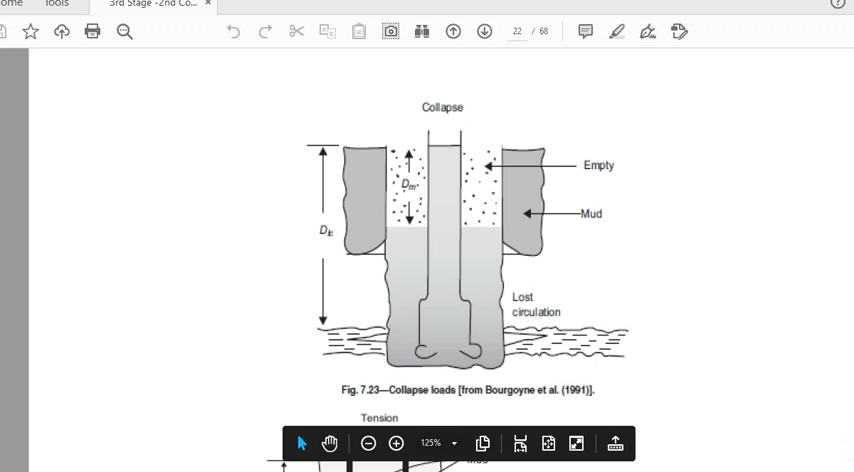 ome Tools 3rd Stage -2nd Co... ×
22 / 68
Collapse
Empty
Dm
Mud
Dlc
Lost
circulation
Fig. 7.23—Collapse loads [from Bourgoyne et al. (1991)].
Tension
125%
Mud